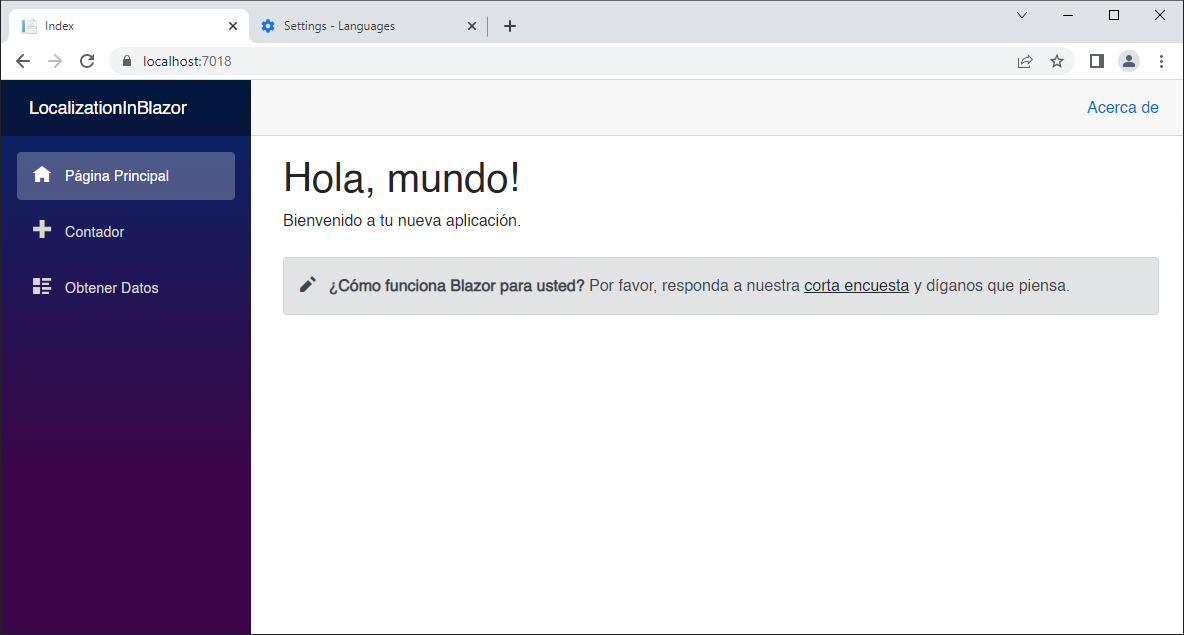 Index
Settings - Languages
localhost:7018
LocalizationInBlazor
Acerca de
Página Principal
Contador
Obtener Datos
Hola, mundo!
Bienvenido a tu nueva aplicación.
¿Cómo funciona Blazor para usted? Por favor, responda a nuestra corta encuesta y díganos que piensa.